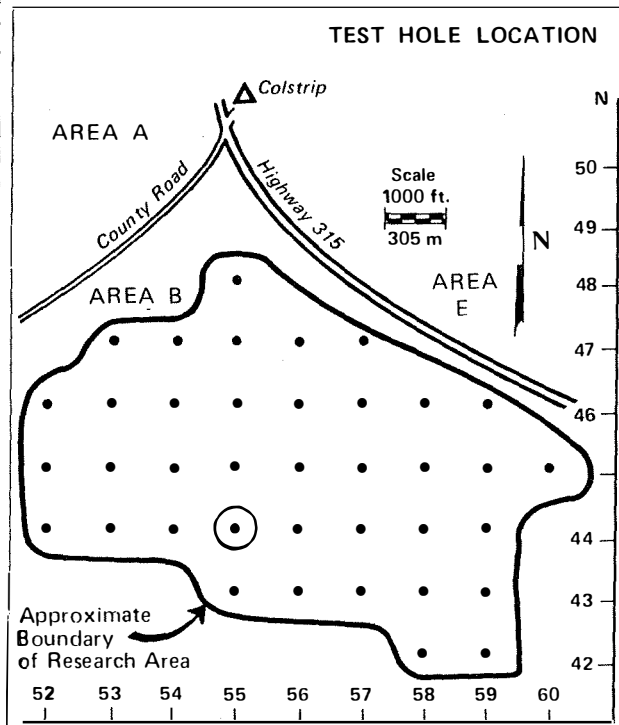 TEST HOLE LOCATION
Colstrip
N
AREA A
County Road
Highway 315
Scale
1000 ft.
305 m
N
50
49
48
47
46
45
44
43
42
AREA B
AREA
E
Approximate
Boundary
of Research Area
52 53 54 55 56 57 58 59 60